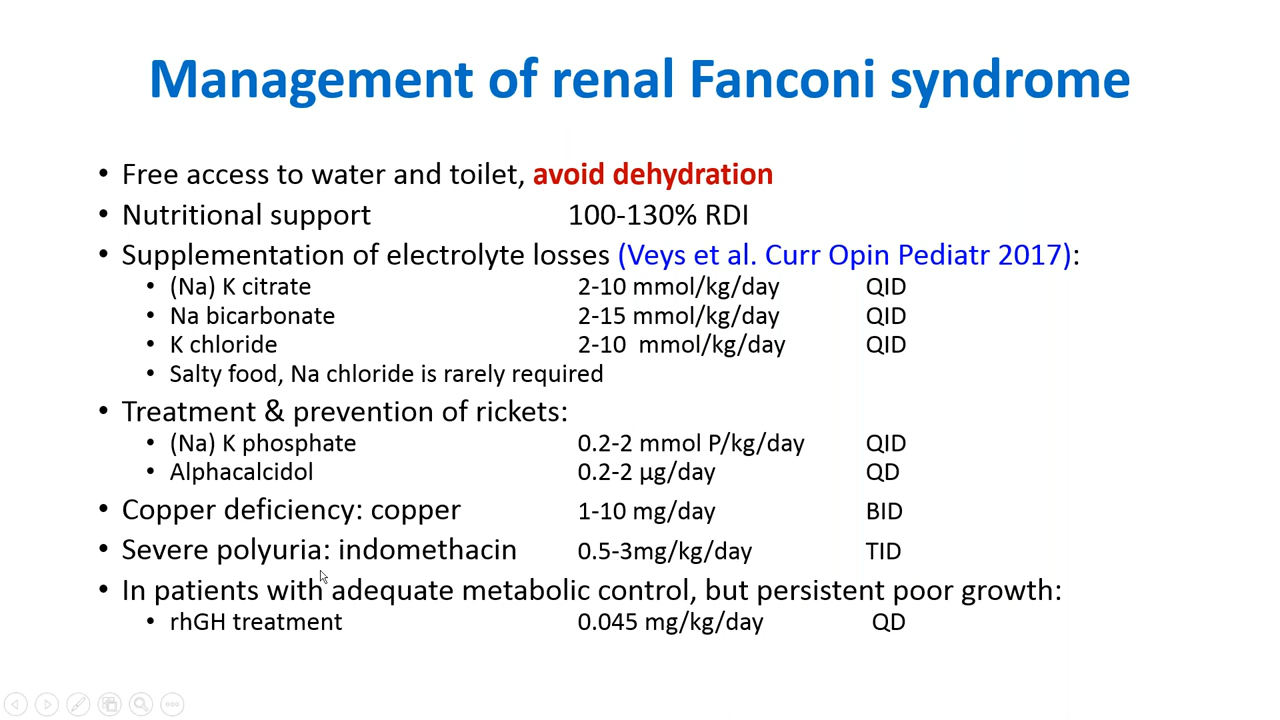 Management of renal Fanconi syndrome
• Free access to water and toilet, avoid dehydration
• Nutritional support 100-130% RDI
• Supplementation of electrolyte losses (Veys et al. Curr Opin Pediatr 2017):
• (Na) K citrate 2-10 mmol/kg/day QID
• Na bicarbonate 2-15 mmol/kg/day QID
• K chloride 2-10 mmol/kg/day QID
• Salty food, Na chloride is rarely required
• Treatment & prevention of rickets:
• (Na) K phosphate 0.2-2 mmol P/kg/day QID
• Alphacalcidol 0.2-2 µg/day QD
• Copper deficiency: copper 1-10 mg/day BID
• Severe polyuria: indomethacin 0.5-3mg/kg/day TID
• In patients with adequate metabolic control, but persistent poor growth:
• rhGH treatment 0.045 mg/kg/day QD